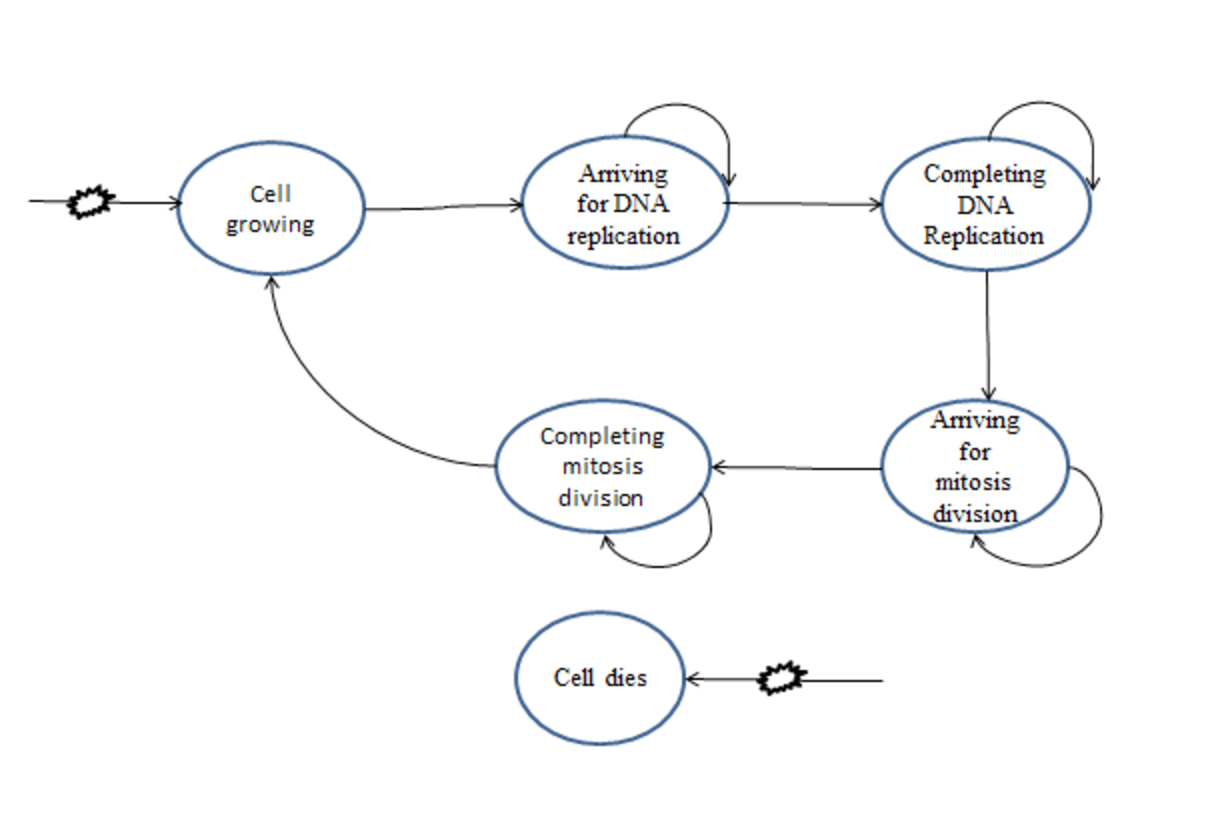 Cell
growing
Arriving
for DNA
replication
Completing
DNA
Replication
Completing
mitosis
division
Arriving
for
mitosis
division
Cell dies